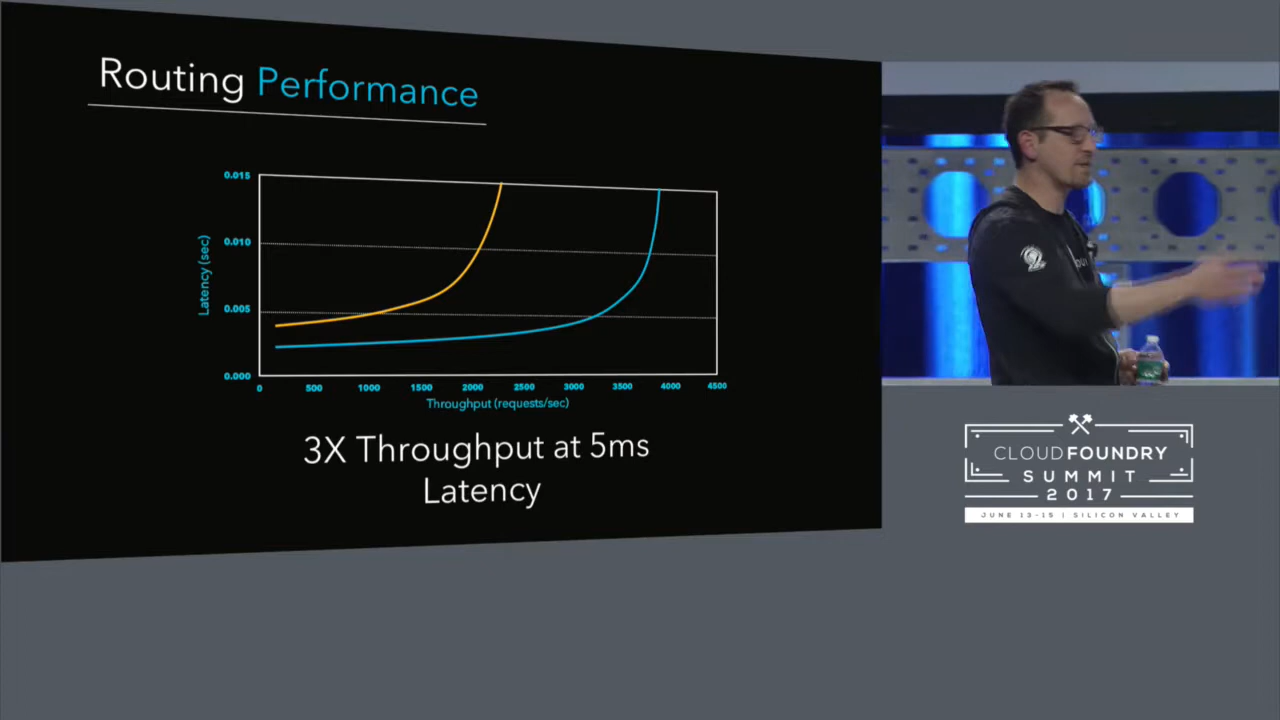 Routing Performance
0.015
0.010
0.005
0.000
Latency (sec)
0 500 1000 1500 2000 2500 3000 3500 4000 4500
Throughput (requests/sec)
3X Throughput at 5ms
Latency
CLOUD FOUNDRY
SUMMIT
2017
JUNE 13-15 | SILICON VALLEY